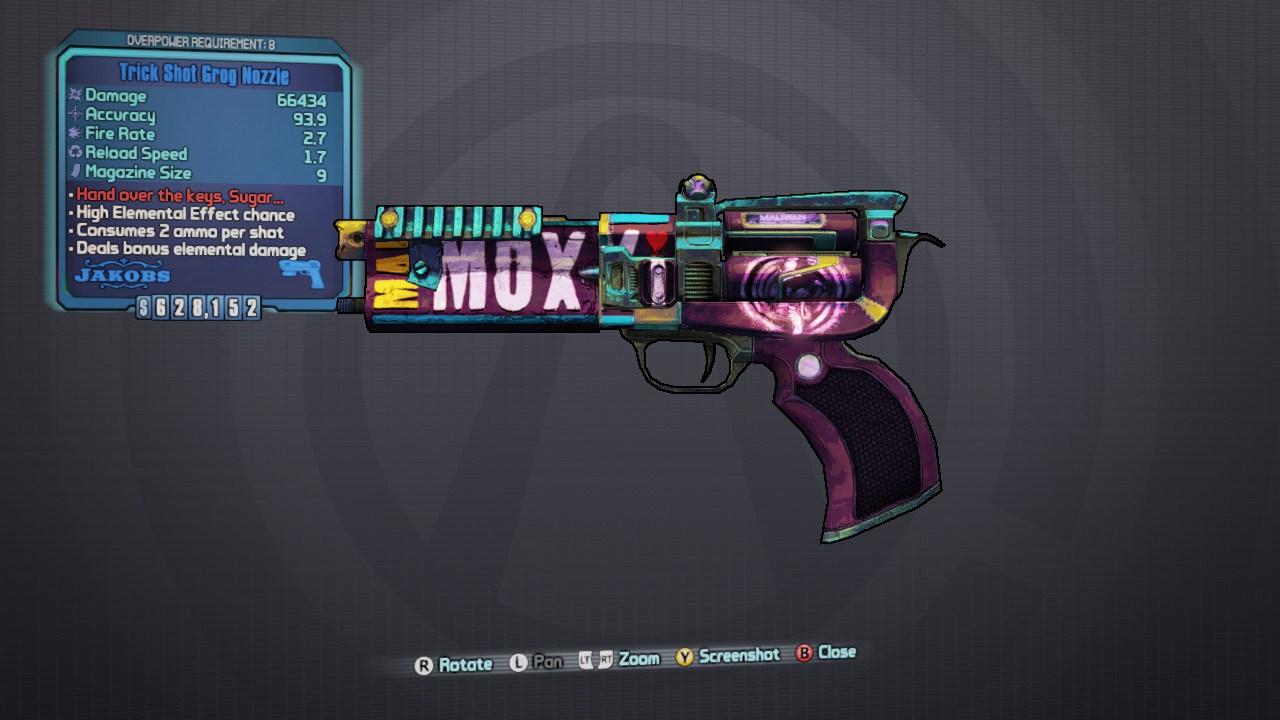 OVERPOWER REQUIREMENT: 8
Trick Shot Grog Nozzle
Damage 66434
Accuracy 93.9
Fire Rate 2.7
Reload Speed 1.7
Magazine Size 9
• Hand over the keys, Sugar...
• High Elemental Effect chance
• Consumes 2 ammo per shot
• Deals bonus elemental damage
JAKOBS
$628,152
MOX
MALIWAN
R Rotate L Pan LT RT Zoom Y Screenshot B Close